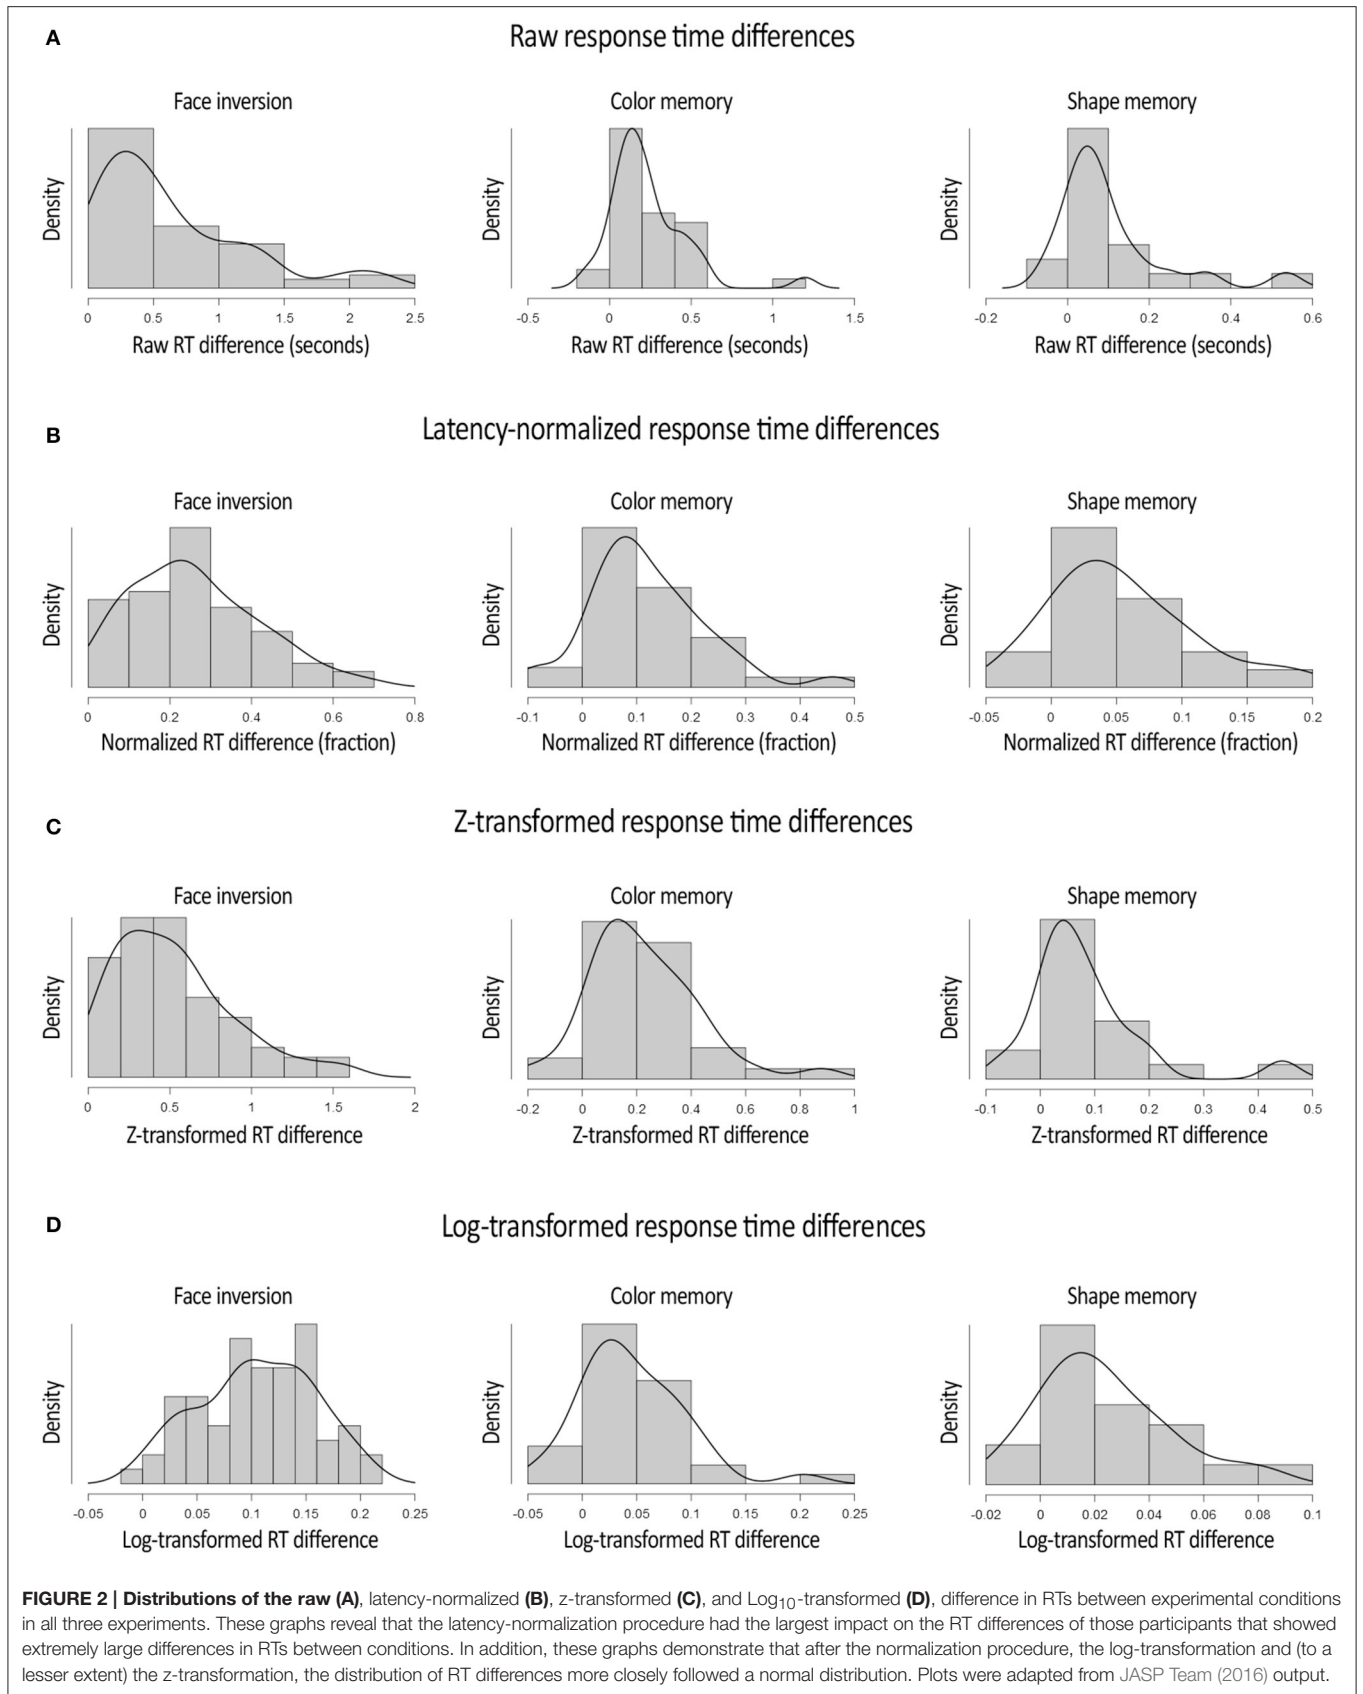 A
Raw response time differences
Face inversion
Color memory
Shape memory
Density
Density
Density
0 0.5 1 1.5 2 2.5
-0.5 0 0.5 1 1.5
-0.2 0 0.2 0.4 0.6
Raw RT difference (seconds)
Raw RT difference (seconds)
Raw RT difference (seconds)
B
Latency-normalized response time differences
Face inversion
Color memory
Shape memory
Density
Density
Density
0 0.2 0.4 0.6 0.8
-0.1 0 0.1 0.2 0.3 0.4 0.5
-0.05 0 0.05 0.1 0.15 0.2
Normalized RT difference (fraction)
Normalized RT difference (fraction)
Normalized RT difference (fraction)
C
Z-transformed response time differences
Face inversion
Color memory
Shape memory
Density
Density
Density
0 0.5 1 1.5 2
-0.2 0 0.2 0.4 0.6 0.8 1
-0.1 0 0.1 0.2 0.3 0.4 0.5
Z-transformed RT difference
Z-transformed RT difference
Z-transformed RT difference
D
Log-transformed response time differences
Face inversion
Color memory
Shape memory
Density
Density
Density
-0.05 0 0.05 0.1 0.15 0.2 0.25
-0.05 0 0.05 0.1 0.15 0.2 0.25
-0.02 0 0.02 0.04 0.06 0.08 0.1
Log-transformed RT difference
Log-transformed RT difference
Log-transformed RT difference
FIGURE 2 | Distributions of the raw (A), latency-normalized (B), z-transformed (C), and Log10-transformed (D), difference in RTs between experimental conditions
in all three experiments. These graphs reveal that the latency-normalization procedure had the largest impact on the RT differences of those participants that showed
extremely large differences in RTs between conditions. In addition, these graphs demonstrate that after the normalization procedure, the log-transformation and (to a
lesser extent) the z-transformation, the distribution of RT differences more closely followed a normal distribution. Plots were adapted from JASP Team (2016) output.